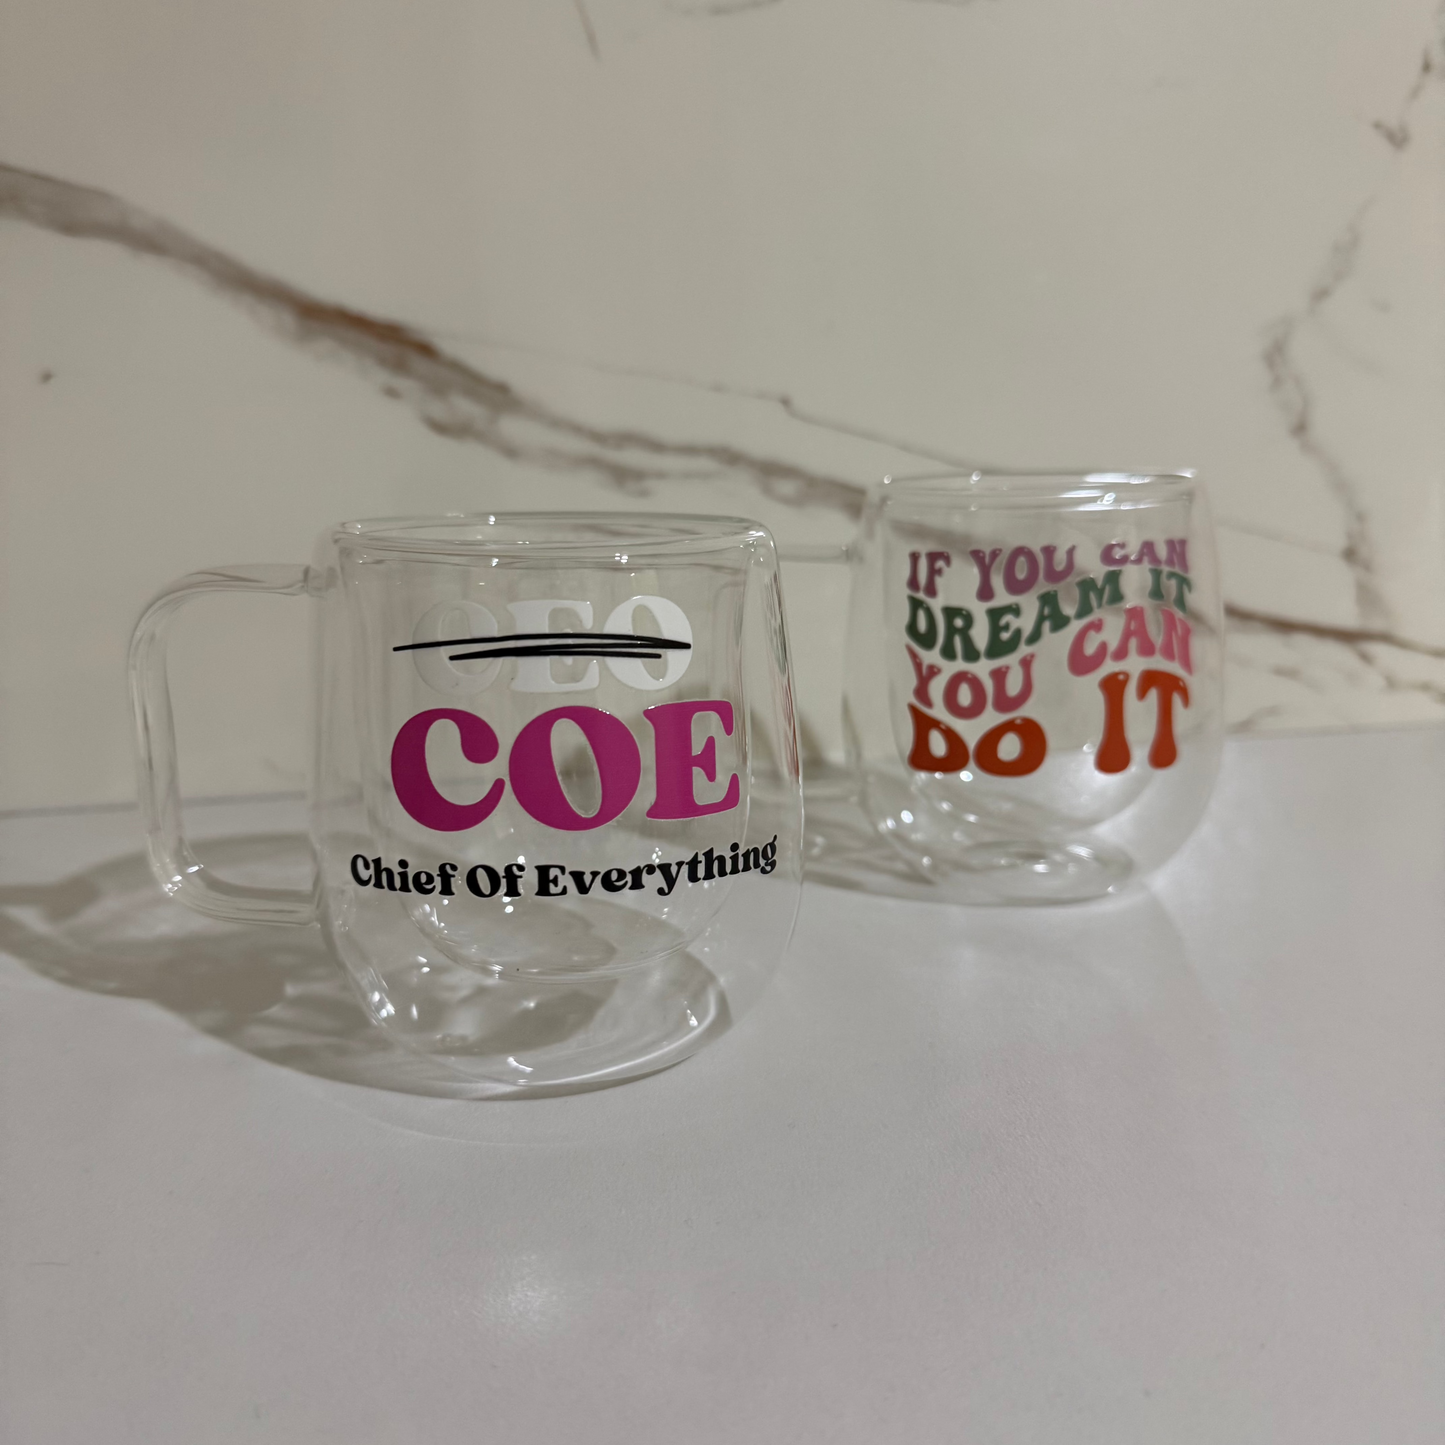 CEO
COE
Chief Of Everything
IF YOU CAN
DREAM IT
YOU CAN
DO IT